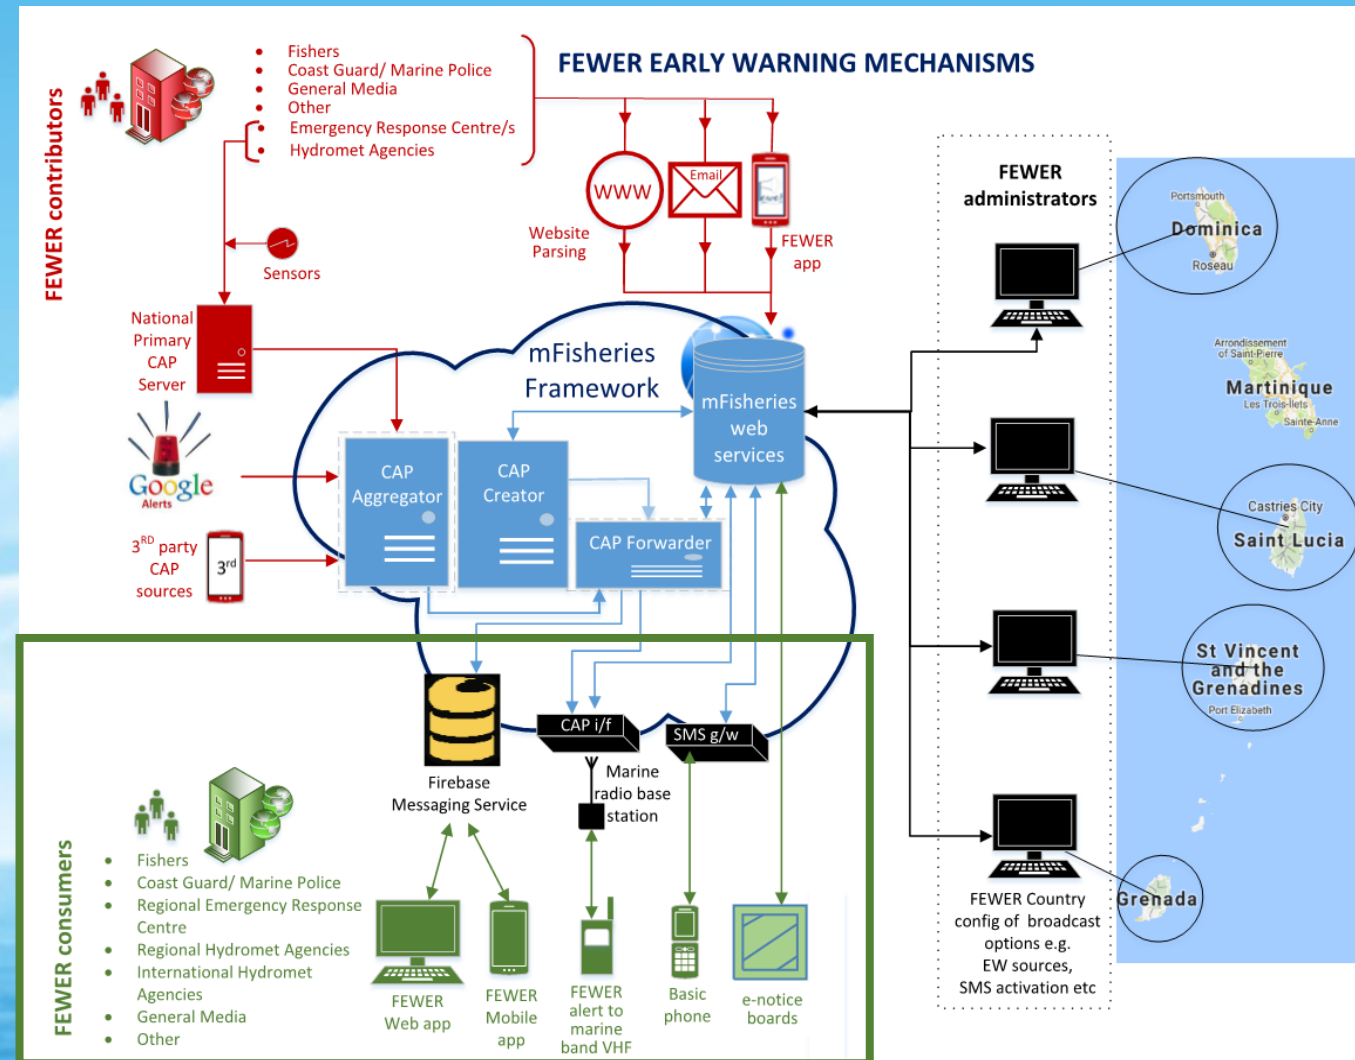 FEWER EARLY WARNING MECHANISMS
FEWER contributors
• Fishers
• Coast Guard/ Marine Police
• General Media
• Other
• Emergency Response Centre/s
• Hydromet Agencies
Sensors
WWW
Email
Website
Parsing
FEWER
app
National
Primary
CAP
Server
Google
Alerts
3RD party
CAP
sources
3rd
mFisheries
Framework
CAP
Aggregator
CAP
Creator
CAP Forwarder
mFisheries
web
services
FEWER
administrators
FEWER Country
config of broadcast
options e.g.
EW sources,
SMS activation etc
Portsmouth
Dominica
Roseau
Arrondissement
of Saint-Pierre
Martinique
Les Trois-Îlets
Sainte-Anne
Castries City
Saint Lucia
St Vincent
and the
Grenadines
Port Elizabeth
Grenada
FEWER consumers
• Fishers
• Coast Guard/ Marine Police
• Regional Emergency Response
Centre
• Regional Hydromet Agencies
• International Hydromet
Agencies
• General Media
• Other
Firebase
Messaging Service
CAP i/f
Marine
radio base
station
SMS g/w
FEWER
Web app
FEWER
Mobile
app
FEWER
alert to
marine
band VHF
Basic
phone
e-notice
boards